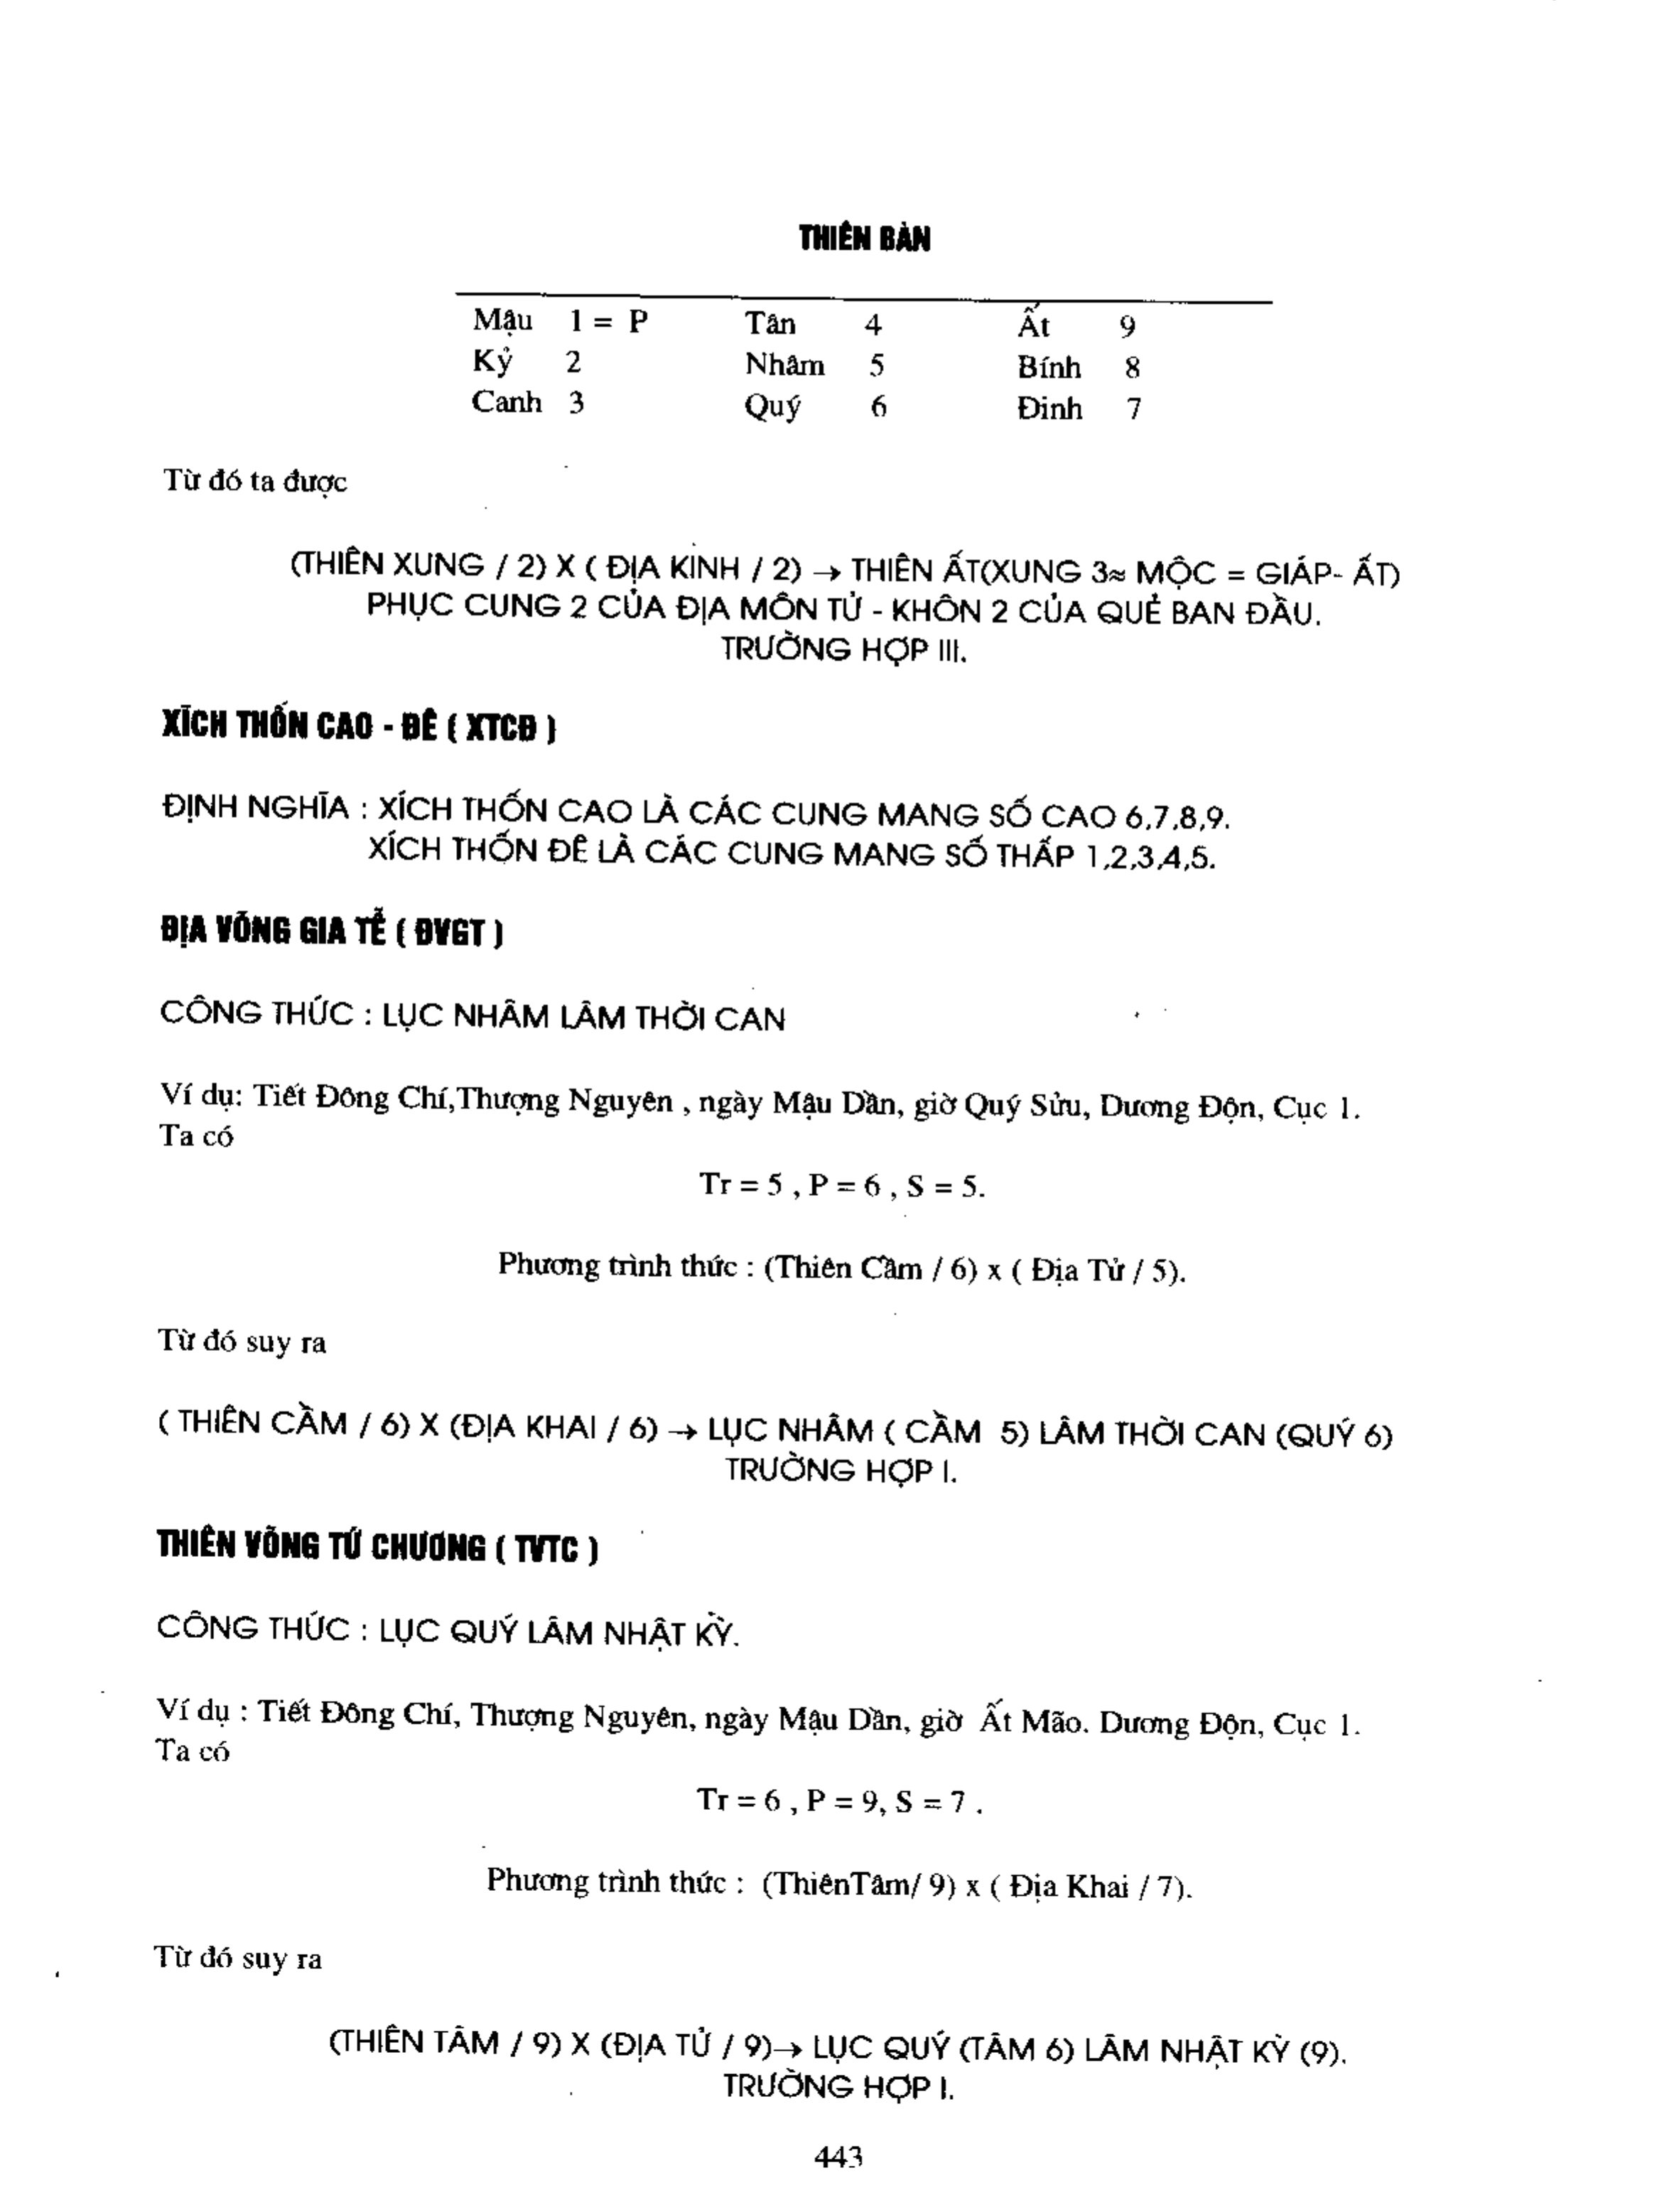 THIÊN BÀN
Mậu 1 = P Tân 4 Ất 9
Kỷ 2 Nhâm 5 Bính 8
Canh 3 Quý 6 Đinh 7
Từ đó ta được
(THIÊN XUNG / 2) X ( ĐỊA KINH / 2) → THIÊN ẤT(XUNG 3≈ MỘC = GIÁP- ẤT)
PHỤC CUNG 2 CỦA ĐỊA MÔN TỬ - KHÔN 2 CỦA QUẺ BAN ĐẦU.
TRƯỜNG HỢP III.
XÍCH THỐN CAO - ĐÊ ( XTCĐ )
ĐỊNH NGHĨA : XÍCH THỐN CAO LÀ CÁC CUNG MANG SỐ CAO 6,7,8,9.
XÍCH THỐN ĐÊ LÀ CÁC CUNG MANG SỐ THẤP 1,2,3,4,5.
ĐỊA VÕNG GIA TỄ ( ĐVGT )
CÔNG THỨC : LỤC NHÂM LÂM THỜI CAN
Ví dụ: Tiết Đông Chí,Thượng Nguyên , ngày Mậu Dần, giờ Quý Sửu, Dương Độn, Cục 1.
Ta có
Tr = 5 , P = 6 , S = 5.
Phương trình thức : (Thiên Cầm / 6) x ( Địa Tử / 5).
Từ đó suy ra
( THIÊN CẦM / 6) X (ĐỊA KHAI / 6) → LỤC NHÂM ( CẦM 5) LÂM THỜI CAN (QUÝ 6)
TRƯỜNG HỢP I.
THIÊN VÕNG TỨ CHƯƠNG ( TVTC )
CÔNG THỨC : LỤC QUÝ LÂM NHẬT KỲ.
Ví dụ : Tiết Đông Chí, Thượng Nguyên, ngày Mậu Dần, giờ Ất Mão. Dương Độn, Cục 1.
Ta có
Tr = 6 , P = 9, S = 7 .
Phương trình thức : (ThiênTâm/ 9) x ( Địa Khai / 7).
Từ đó suy ra
(THIÊN TÂM / 9) X (ĐỊA TỬ / 9)→ LỤC QUÝ (TÂM 6) LÂM NHẬT KỲ (9).
TRƯỜNG HỢP I.
443